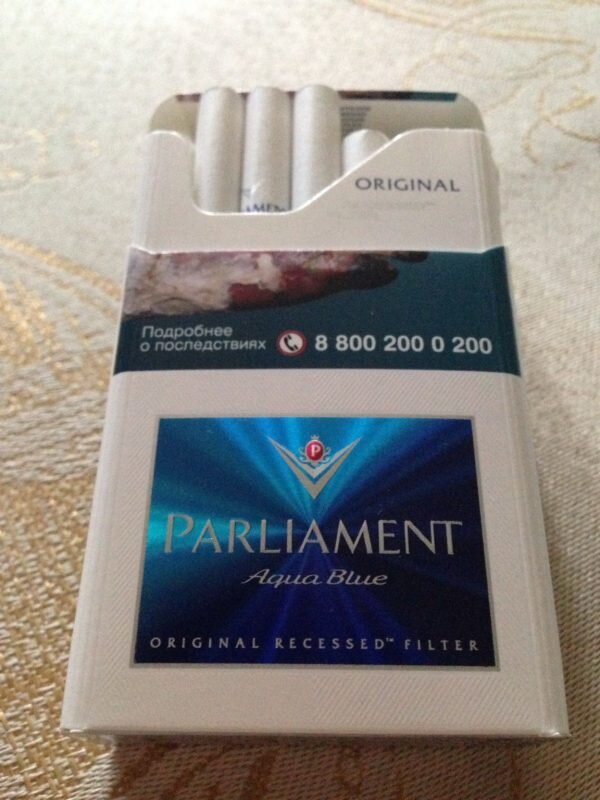 ORIGINAL
Подробнее
о последствиях 8 800 200 0 200
P
PARLIAMENT
Aqua Blue
ORIGINAL RECESSED™ FILTER